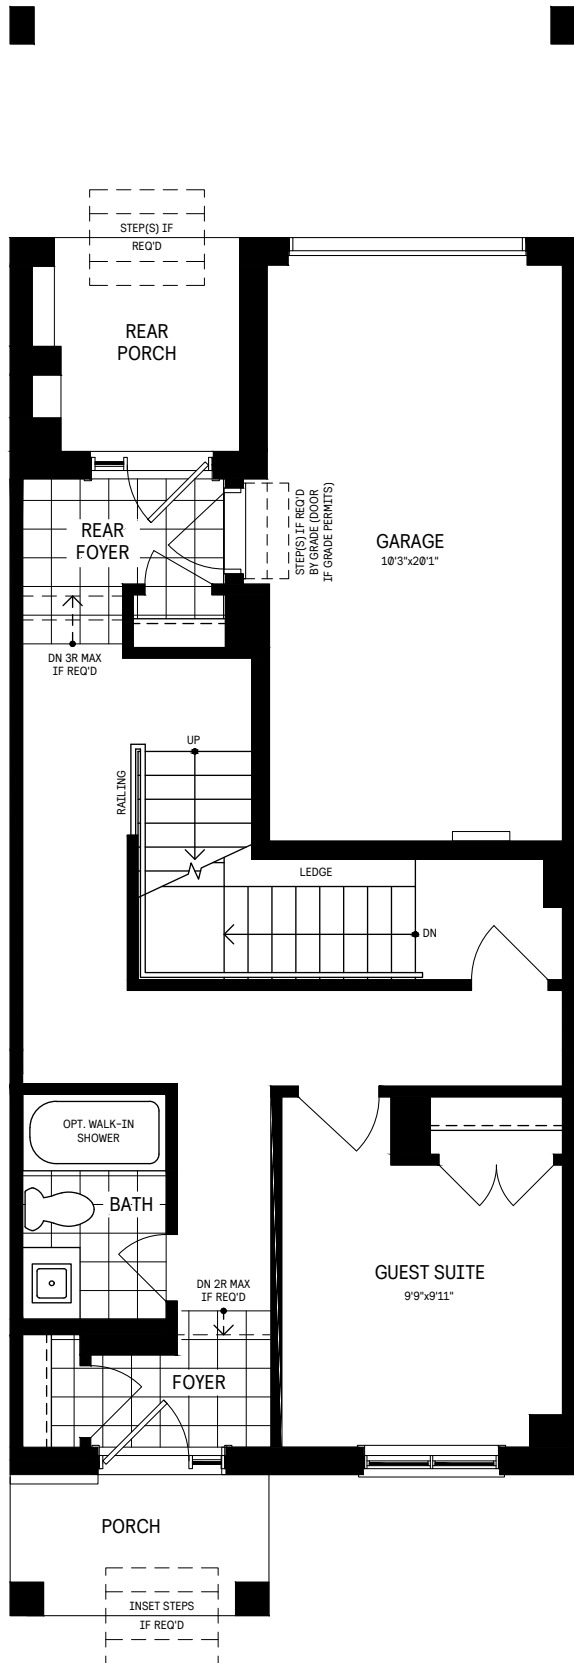 STEP(S) IF
REQ'D
REAR
PORCH
REAR
FOYER
STEP(S) IF REQ'D
BY GRADE (DOOR
IF GRADE PERMITS)
GARAGE
10'3"x20'1"
DN 3R MAX
IF REQ'D
UP
RAILING
LEDGE
DN
OPT. WALK-IN
SHOWER
BATH
DN 2R MAX
IF REQ'D
GUEST SUITE
9'9"x9'11"
FOYER
PORCH
INSET STEPS
IF REQ'D